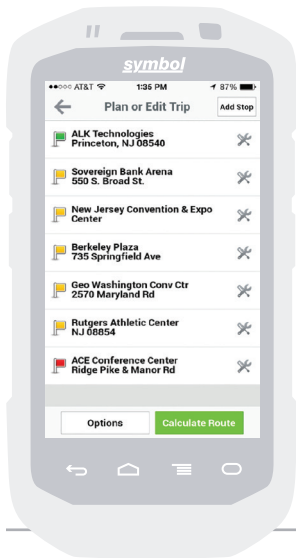 symbol
AT&T 1:35 PM 87%
Plan or Edit Trip Add Stop
ALK Technologies
Princeton, NJ 08540
Sovereign Bank Arena
550 S. Broad St.
New Jersey Convention & Expo
Center
Berkeley Plaza
735 Springfield Ave
Geo Washington Conv Ctr
2570 Maryland Rd
Rutgers Athletic Center
NJ 08854
ACE Conference Center
Ridge Pike & Manor Rd
Options Calculate Route